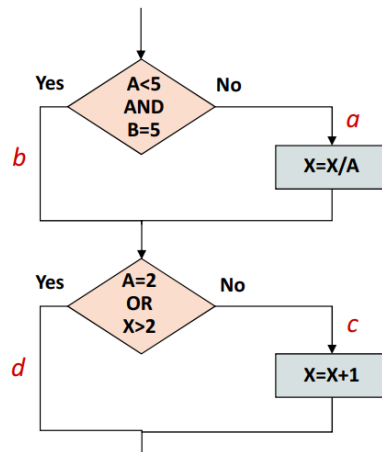 Yes
A<5
AND
B=5
No
a
b
X=X/A
Yes
A=2
OR
X>2
No
c
d
X=X+1